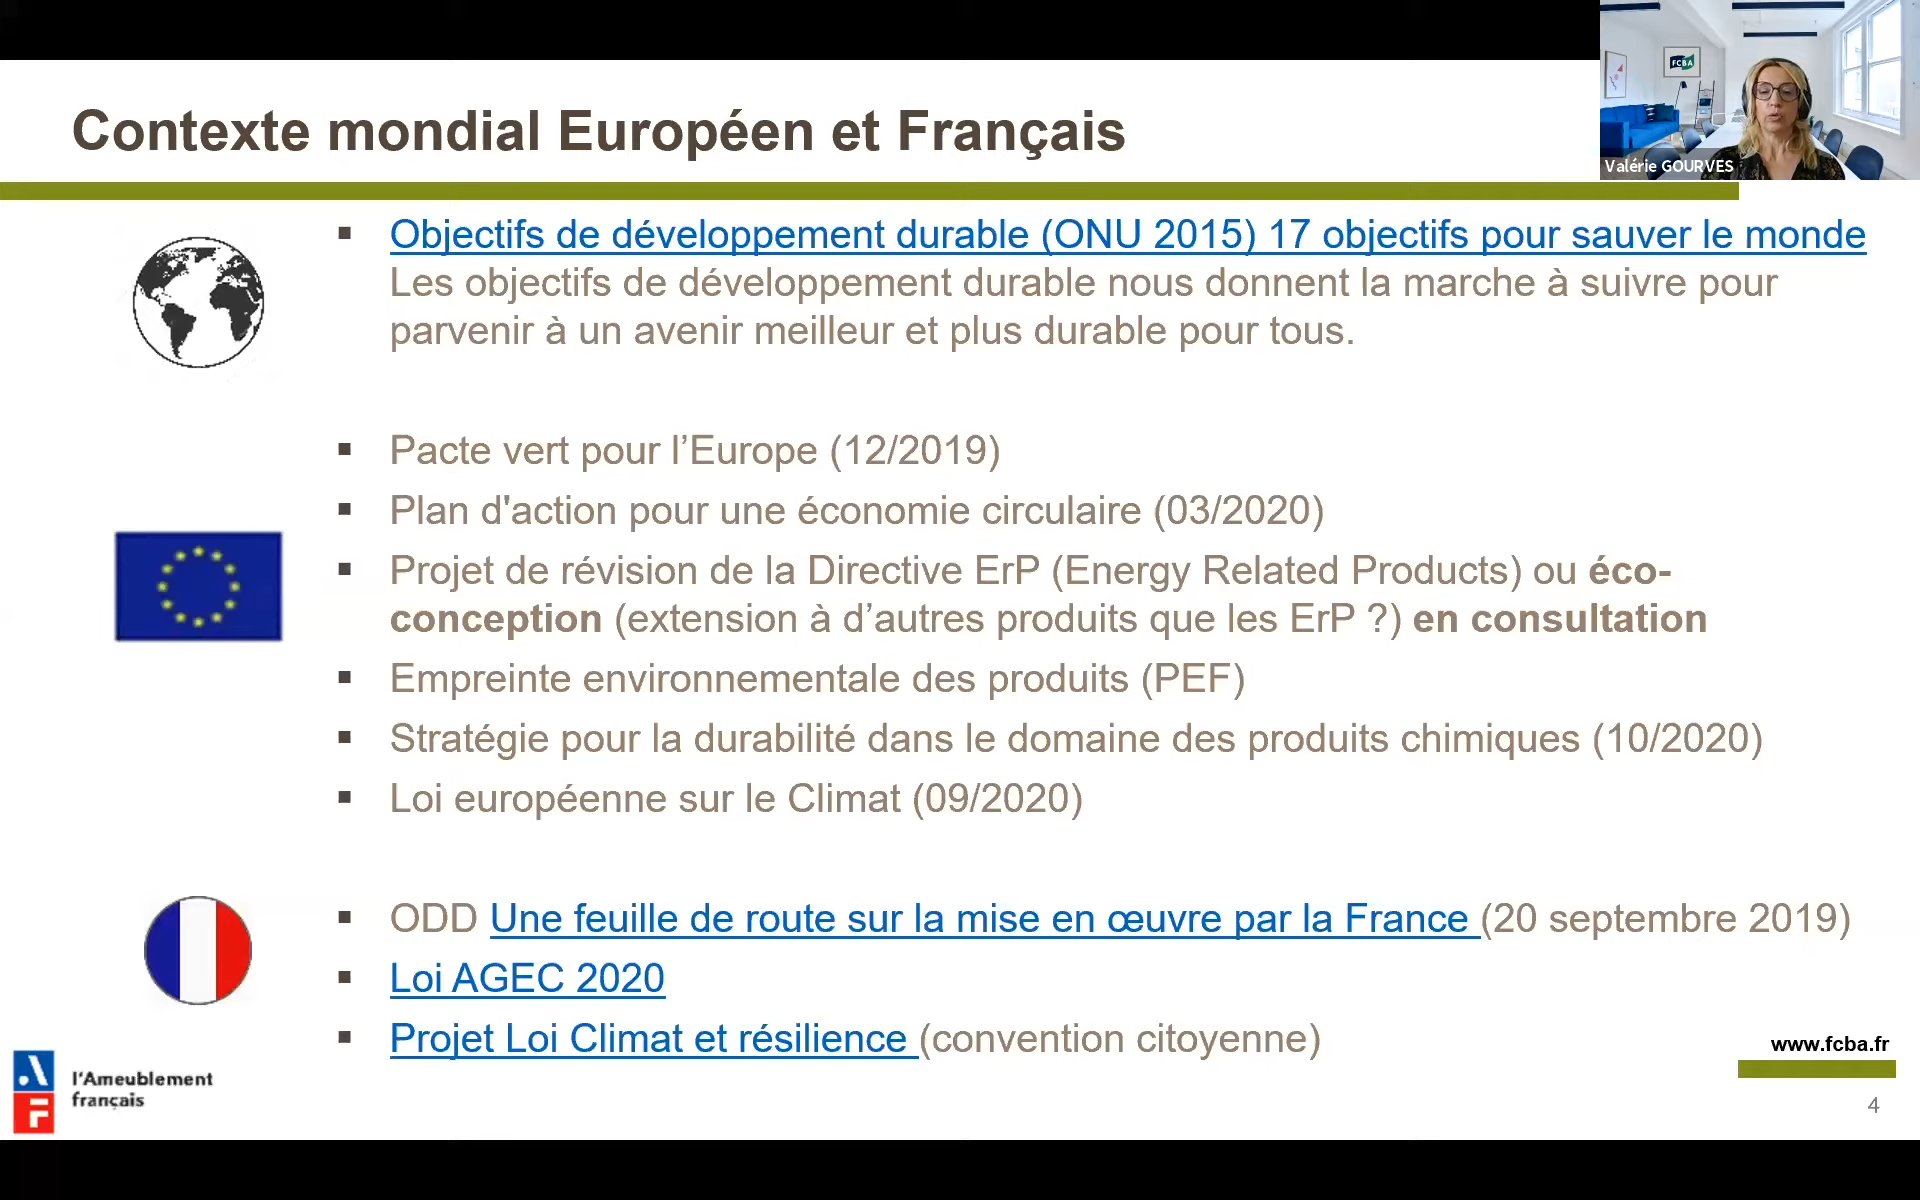 FCBA
Valérie GOURVES
Contexte mondial Européen et Français
▪ Objectifs de développement durable (ONU 2015) 17 objectifs pour sauver le monde
Les objectifs de développement durable nous donnent la marche à suivre pour
parvenir à un avenir meilleur et plus durable pour tous.
▪ Pacte vert pour l’Europe (12/2019)
▪ Plan d'action pour une économie circulaire (03/2020)
▪ Projet de révision de la Directive ErP (Energy Related Products) ou éco-
conception (extension à d’autres produits que les ErP ?) en consultation
▪ Empreinte environnementale des produits (PEF)
▪ Stratégie pour la durabilité dans le domaine des produits chimiques (10/2020)
▪ Loi européenne sur le Climat (09/2020)
▪ ODD Une feuille de route sur la mise en œuvre par la France (20 septembre 2019)
▪ Loi AGEC 2020
▪ Projet Loi Climat et résilience (convention citoyenne)
www.fcba.fr
AF
l'Ameublement
français
4